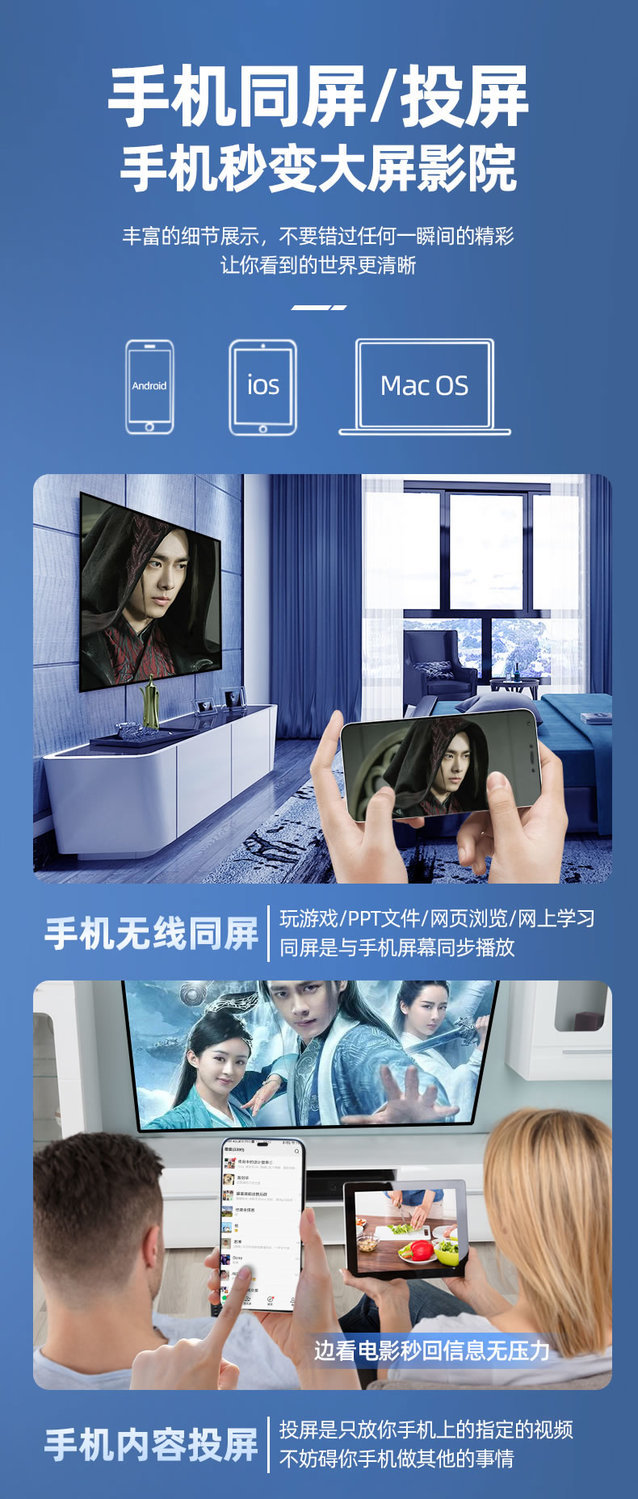 手机同屏/投屏
手机秒变大屏影院
丰富的细节展示，不要错过任何一瞬间的精彩
让你看到的世界更清晰
Android
ios
Mac OS
手机无线同屏
玩游戏/PPT文件/网页浏览/网上学习
同屏是与手机屏幕同步播放
边看电影秒回信息无压力
手机内容投屏
投屏是只放你手机上的指定的视频
不妨碍你手机做其他的事情